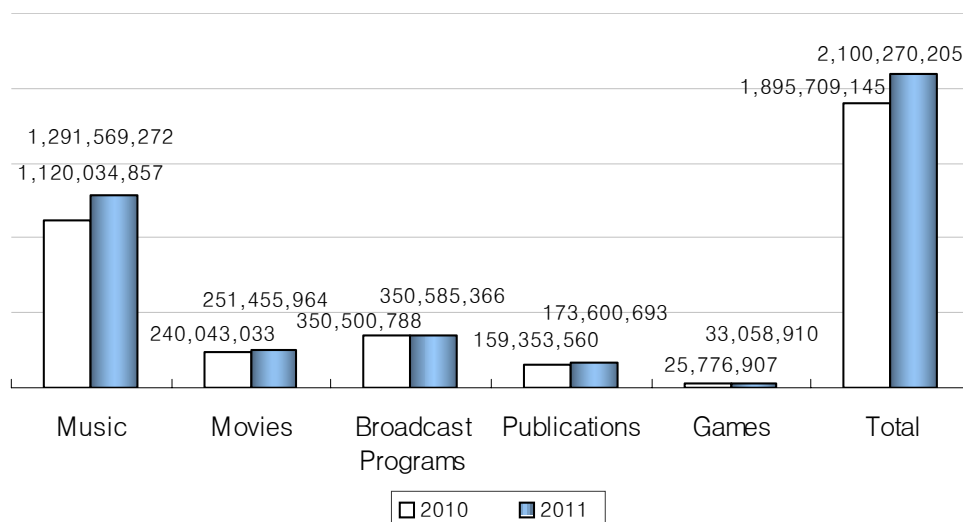 2,100,270,205
1,895,709,145
1,291,569,272
1,120,034,857
251,455,964
240,043,033
350,585,366
350,500,788
173,600,693
159,353,560
33,058,910
25,776,907
Music
Movies
Broadcast
Programs
Publications
Games
Total
2010
2011